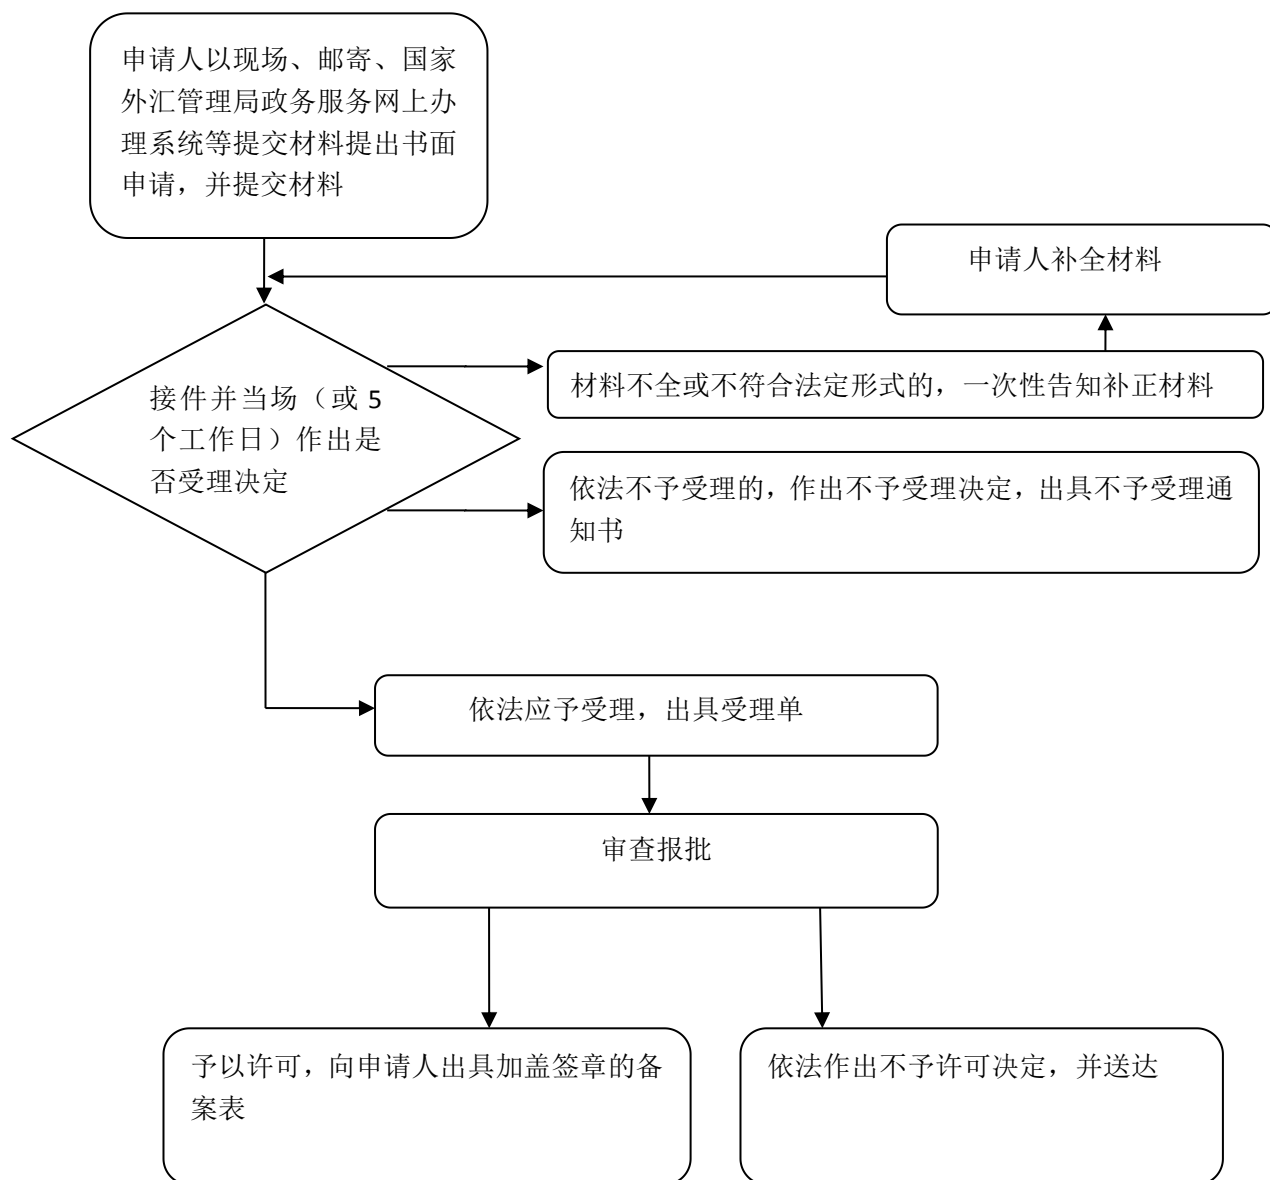 申请人以现场、邮寄、国家
外汇管理局政务服务网上办
理系统等提交材料提出书面
申请，并提交材料
申请人补全材料
材料不全或不符合法定形式的，一次性告知补正材料
接件并当场（或 5
个工作日）作出是
否受理决定
依法不予受理的，作出不予受理决定，出具不予受理通
知书
依法应予受理，出具受理单
审查报批
予以许可，向申请人出具加盖签章的备
案表
依法作出不予许可决定，并送达